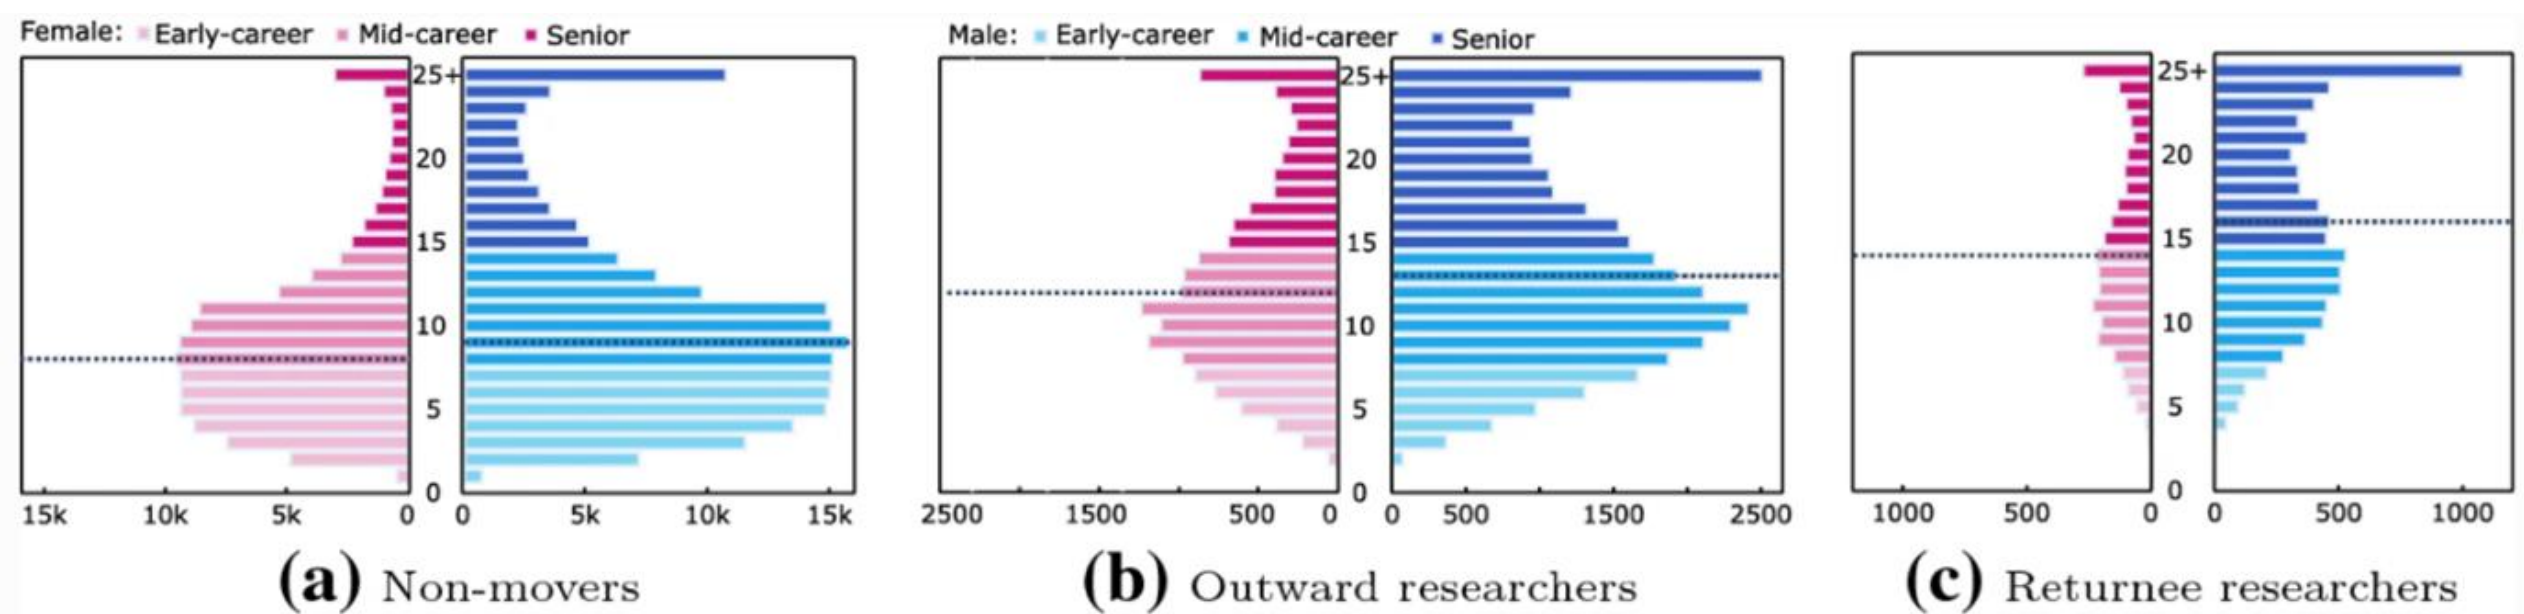 Female: Early-career Mid-career Senior
Male: Early-career Mid-career Senior
25+
20
15
10
5
0
15k 10k 5k 0 0 5k 10k 15k
25+
20
15
10
5
0
2500 1500 500 0 0 500 1500 2500
25+
20
15
10
5
0
1000 500 0 0 500 1000
(a) Non-movers
(b) Outward researchers
(c) Returnee researchers